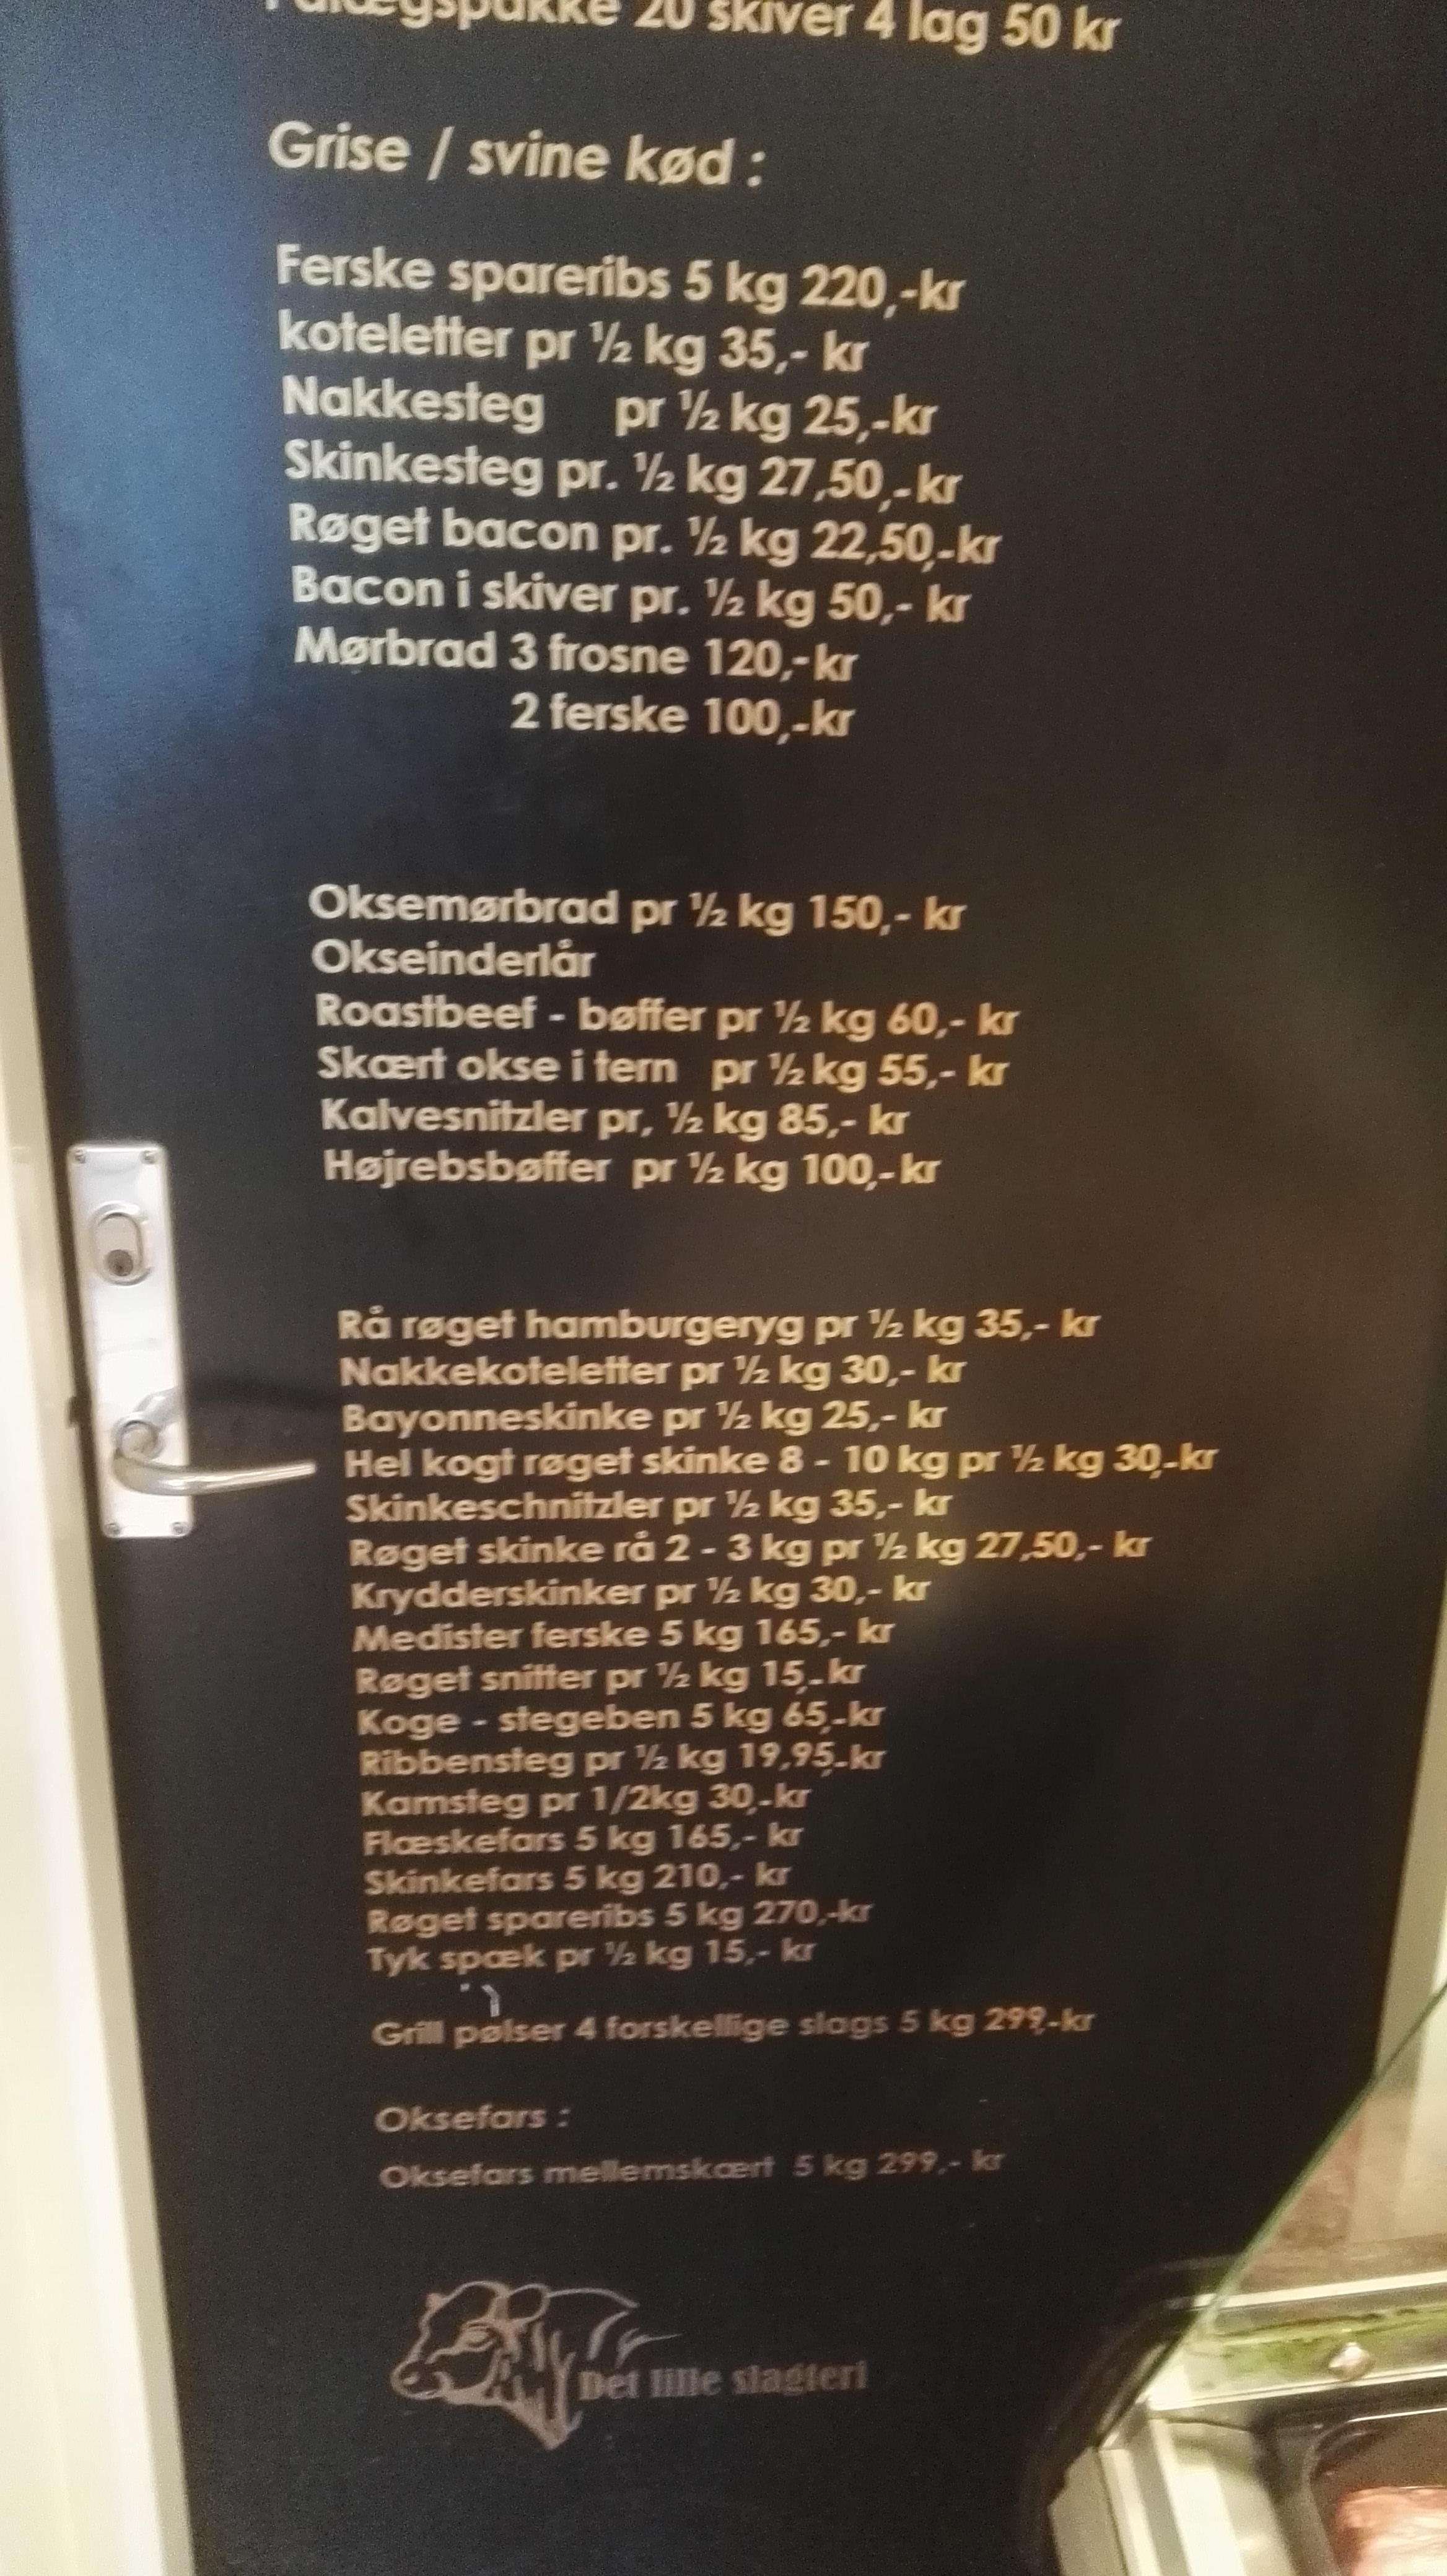 Pålægspakke 20 skiver 4 lag 50 kr
Grise / svine kød :
Ferske spareribs 5 kg 220,-kr
koteletter pr ½ kg 35,- kr
Nakkesteg pr ½ kg 25,-kr
Skinkesteg pr. ½ kg 27,50,-kr
Røget bacon pr. ½ kg 22,50,-kr
Bacon i skiver pr. ½ kg 50,- kr
Mørbrad 3 frosne 120,-kr
2 ferske 100,-kr
Oksemørbrad pr ½ kg 150,- kr
Okseinderlår
Roastbeef - bøffer pr ½ kg 60,- kr
Skært okse i tern pr ½ kg 55,- kr
Kalvesnitzler pr, ½ kg 85,- kr
Højrebsbøffer pr ½ kg 100,-kr
Rå røget hamburgeryg pr ½ kg 35,- kr
Nakkekoteletter pr ½ kg 30,- kr
Bayonneskinke pr ½ kg 25,- kr
Hel kogt røget skinke 8 - 10 kg pr ½ kg 30,-kr
Skinkeschnitzler pr ½ kg 35,- kr
Røget skinke rå 2 - 3 kg pr ½ kg 27,50,- kr
Krydderskinker pr ½ kg 30,- kr
Medister ferske 5 kg 165,- kr
Røget snitter pr ½ kg 15,-kr
Koge - stegeben 5 kg 65,-kr
Ribbensteg pr ½ kg 19,95,-kr
Kamsteg pr 1/2kg 30,-kr
Flæskefars 5 kg 165,- kr
Skinkefars 5 kg 210,- kr
Røget spareribs 5 kg 270,-kr
Tyk spæk pr ½ kg 15,- kr
Grill pølser 4 forskellige slags 5 kg 299,-kr
Oksefars :
Oksefars mellemskært 5 kg 299,- kr
Det lille slagteri